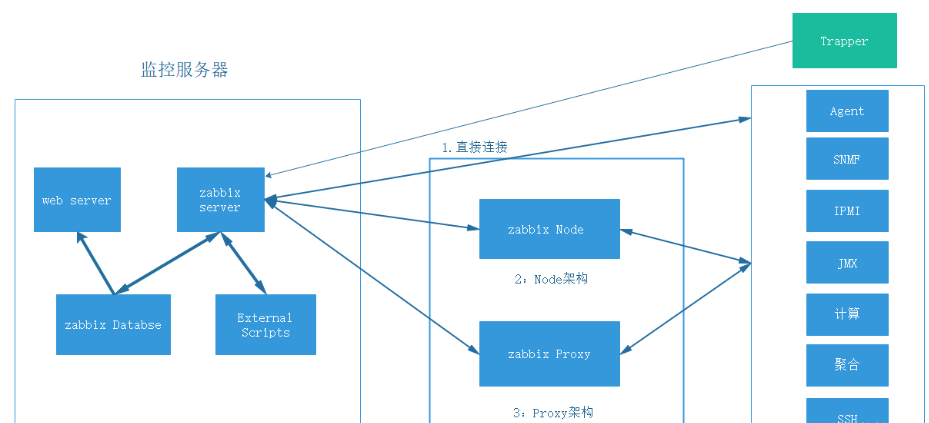 Trapper
监控服务器
Agent
1.直接连接
SNMF
web server
zabbix
server
IPMI
zabbix Node
JMX
2：Node架构
zabbix Databse
External
Scripts
计算
zabbix Proxy
聚合
3：Proxy架构
SSH